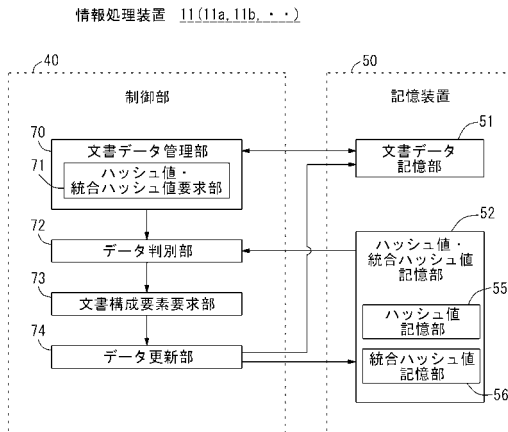 情報処理装置 11(11a,11b,・・)
40
制御部
70
文書データ管理部
71
ハッシュ値・
統合ハッシュ値要求部
72
データ判別部
73
文書構成要素要求部
74
データ更新部
50
記憶装置
51
文書データ
記憶部
52
ハッシュ値・
統合ハッシュ値
記憶部
55
ハッシュ値
記憶部
統合ハッシュ値
記憶部
56